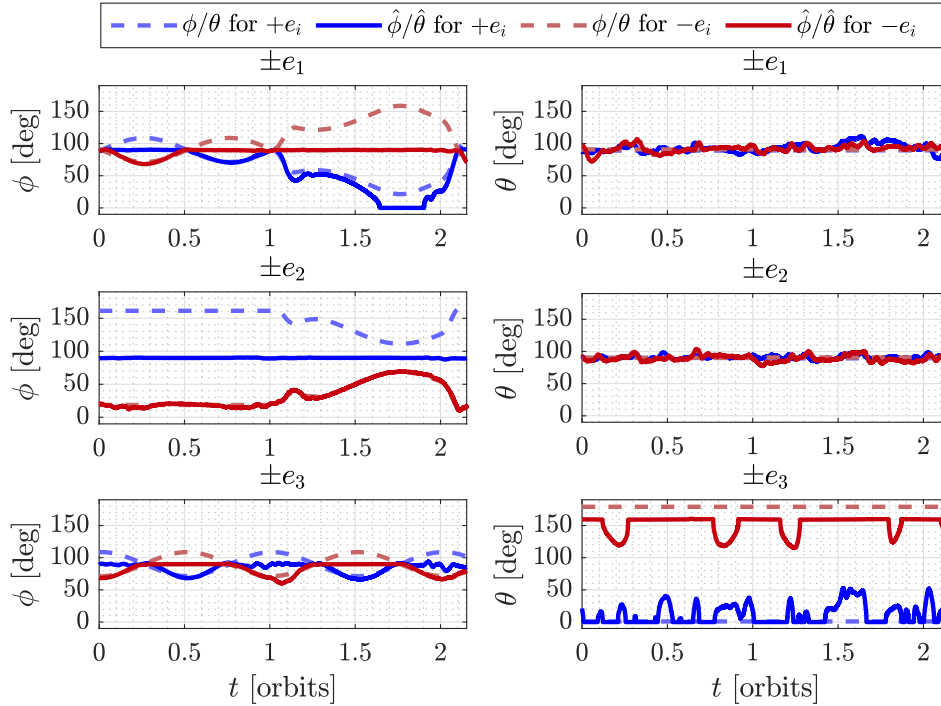 ϕ/θ for +e_i ϕ̂/θ̂ for +e_i ϕ/θ for −e_i ϕ̂/θ̂ for −e_i
±e_1 ±e_1
ϕ [deg] 150 100 50 0 θ [deg] 150 100 50 0
0 0.5 1 1.5 2 0 0.5 1 1.5 2
±e_2 ±e_2
ϕ [deg] 150 100 50 0 θ [deg] 150 100 50 0
0 0.5 1 1.5 2 0 0.5 1 1.5 2
±e_3 ±e_3
ϕ [deg] 150 100 50 0 θ [deg] 150 100 50 0
0 0.5 1 1.5 2 0 0.5 1 1.5 2
t [orbits] t [orbits]